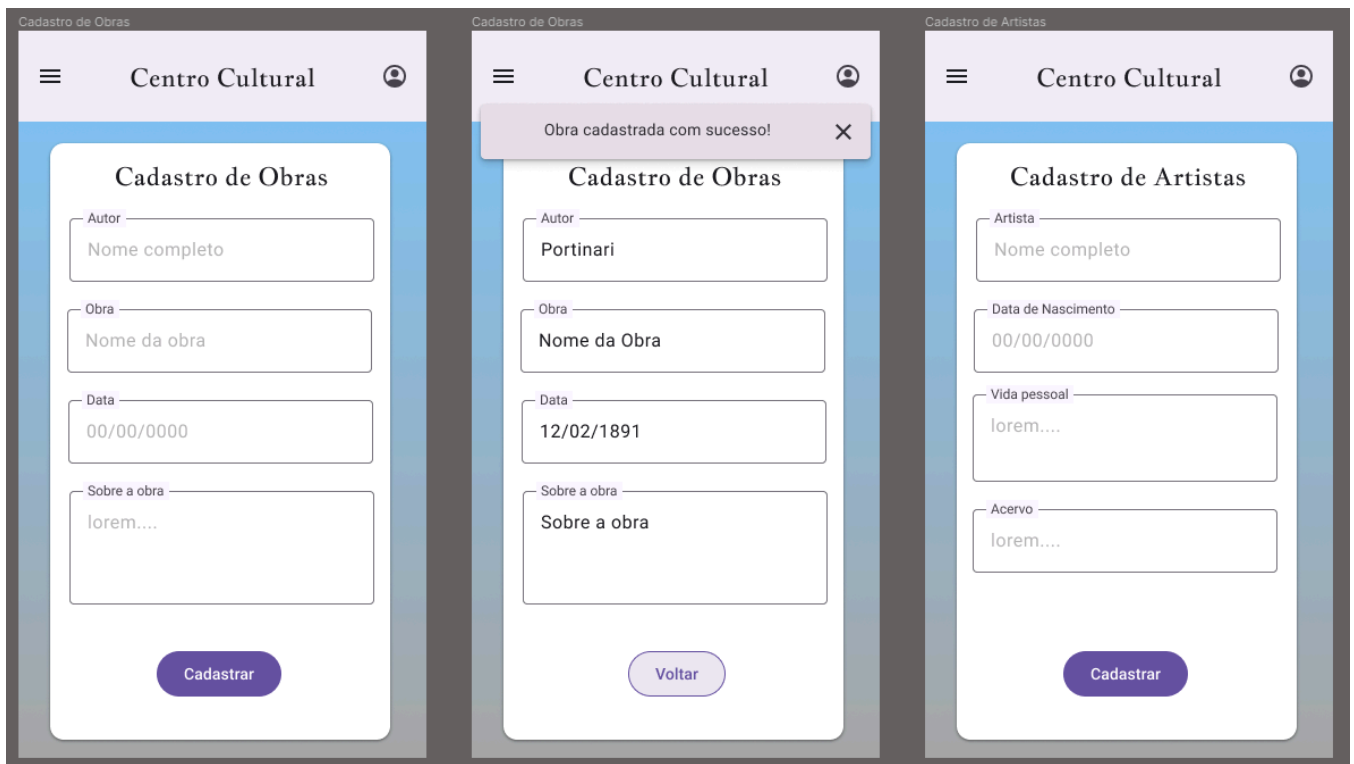 Cadastro de Obras
Centro Cultural
Cadastro de Obras
Autor
Nome completo
Obra
Nome da obra
Data
00/00/0000
Sobre a obra
lorem....
Cadastrar
Cadastro de Obras
Centro Cultural
Obra cadastrada com sucesso!
Cadastro de Obras
Autor
Portinari
Obra
Nome da Obra
Data
12/02/1891
Sobre a obra
Sobre a obra
Voltar
Cadastro de Artistas
Centro Cultural
Cadastro de Artistas
Artista
Nome completo
Data de Nascimento
00/00/0000
Vida pessoal
lorem....
Acervo
lorem....
Cadastrar